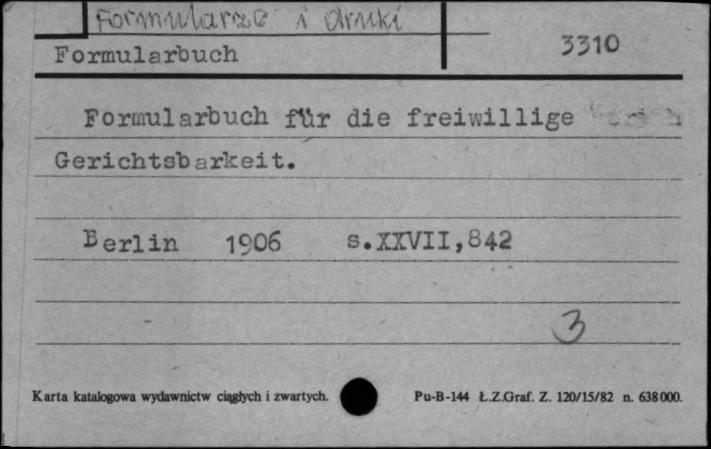 Formularze i druki
3310
Formularbuch
Formularbuch für die freiwillige
Gerichtsbarkeit.
Berlin 1906 s.XXVII,842
3
Karta katalogowa wydawnictw ciągłych i zwartych. Pu-B-144 Ł.Z.Graf. Z. 120/15/82 n. 638000.